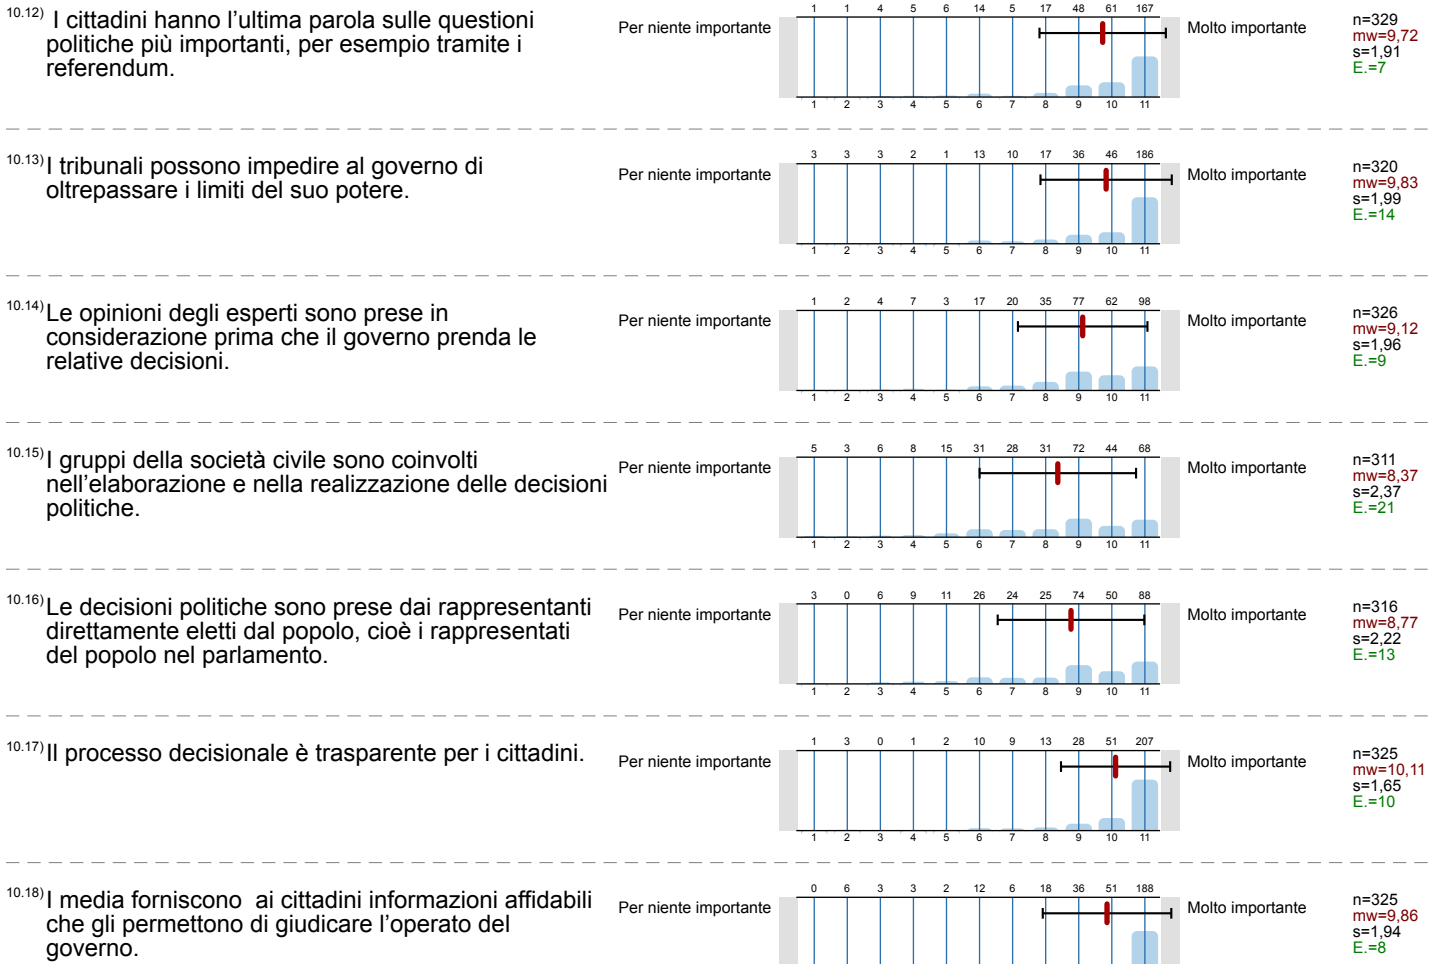 10.12) I cittadini hanno l'ultima parola sulle questioni
politiche più importanti, per esempio tramite i
referendum.
Per niente importante
1 1 4 5 6 14 5 17 48 61 167
1 2 3 4 5 6 7 8 9 10 11
Molto importante
n=329
mw=9,72
s=1,91
E.=7
10.13) I tribunali possono impedire al governo di
oltrepassare i limiti del suo potere.
Per niente importante
3 3 3 2 1 13 10 17 36 46 186
1 2 3 4 5 6 7 8 9 10 11
Molto importante
n=320
mw=9,83
s=1,99
E.=14
10.14) Le opinioni degli esperti sono prese in
considerazione prima che il governo prenda le
relative decisioni.
Per niente importante
1 2 4 7 3 17 20 35 77 62 98
1 2 3 4 5 6 7 8 9 10 11
Molto importante
n=326
mw=9,12
s=1,96
E.=9
10.15) I gruppi della società civile sono coinvolti
nell'elaborazione e nella realizzazione delle decisioni
politiche.
Per niente importante
5 3 6 8 15 31 28 31 72 44 68
1 2 3 4 5 6 7 8 9 10 11
Molto importante
n=311
mw=8,37
s=2,37
E.=21
10.16) Le decisioni politiche sono prese dai rappresentanti
direttamente eletti dal popolo, cioè i rappresentati
del popolo nel parlamento.
Per niente importante
3 0 6 9 11 26 24 25 74 50 88
1 2 3 4 5 6 7 8 9 10 11
Molto importante
n=316
mw=8,77
s=2,22
E.=13
10.17) Il processo decisionale è trasparente per i cittadini.
Per niente importante
1 3 0 1 2 10 9 13 28 51 207
1 2 3 4 5 6 7 8 9 10 11
Molto importante
n=325
mw=10,11
s=1,65
E.=10
10.18) I media forniscono ai cittadini informazioni affidabili
che gli permettono di giudicare l'operato del
governo.
Per niente importante
0 6 3 3 2 12 6 18 36 51 188
Molto importante
n=325
mw=9,86
s=1,94
E.=8